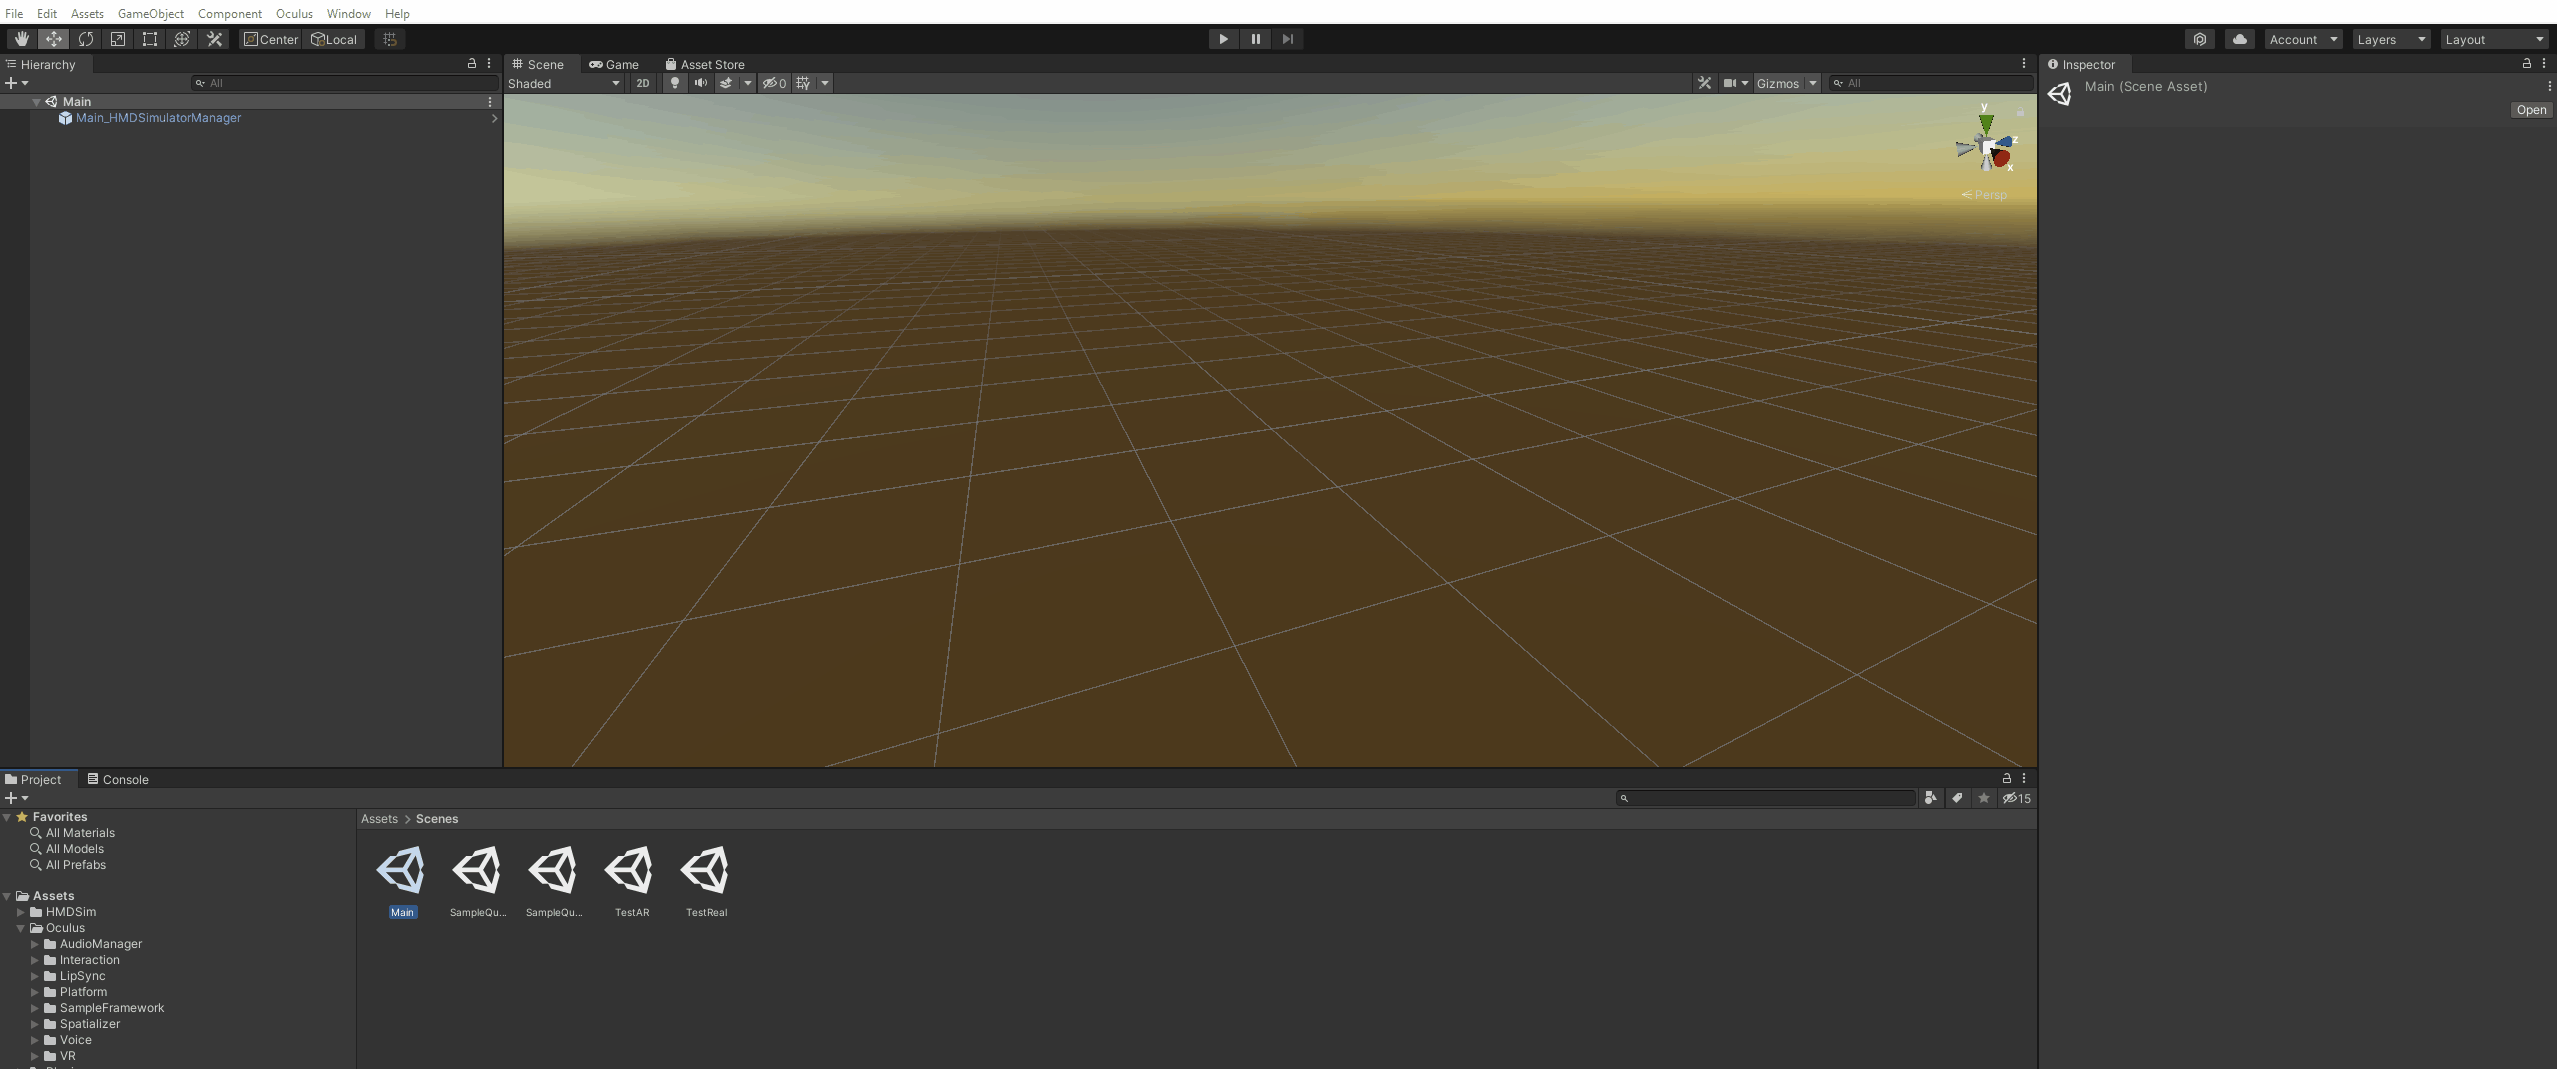 File Edit Assets GameObject Component Oculus Window Help
Center Local
Account Layers Layout
Hierarchy
All
Main
Main_HMDSimulatorManager
Scene Game Asset Store
Shaded 2D 0 Gizmos All
y
z
x
Persp
Inspector
Main (Scene Asset)
Open
Project Console
15
Favorites
All Materials
All Models
All Prefabs
Assets
HMDSim
Oculus
AudioManager
Interaction
LipSync
Platform
SampleFramework
Spatializer
Voice
VR
Assets > Scenes
Main SampleQu... SampleQu... TestAR TestReal